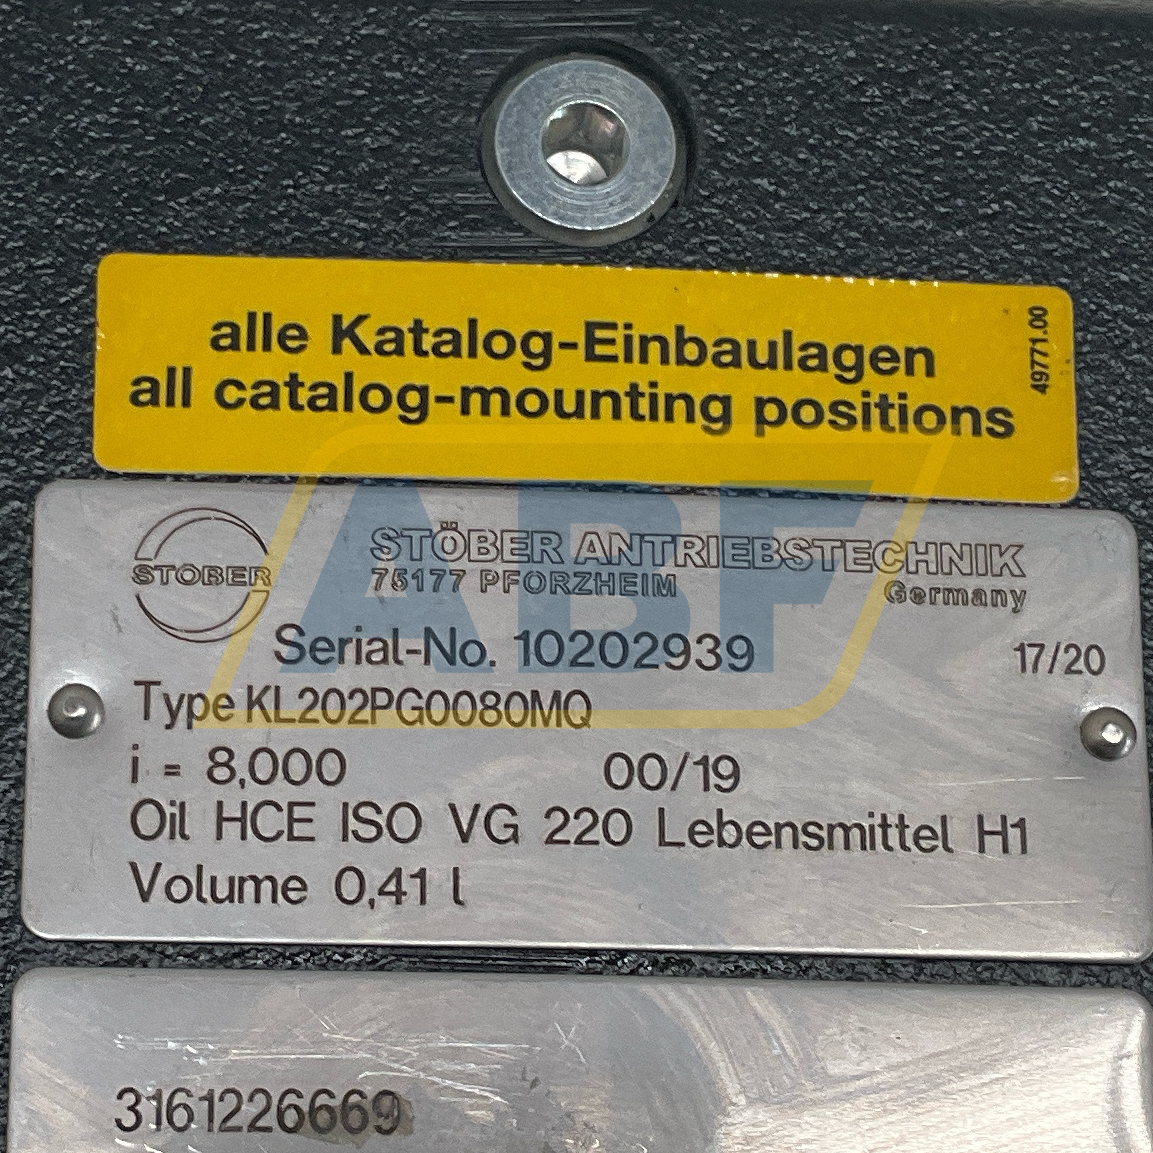 alle Katalog-Einbaulagen
all catalog-mounting positions
49771.00
STÖBER
STÖBER ANTRIEBSTECHNIK
75177 PFORZHEIM
Germany
Serial-No. 10202939 17/20
Type KL202PG0080MQ
i = 8,000 00/19
Oil HCE ISO VG 220 Lebensmittel H1
Volume 0,41 l
3161226669
ABF